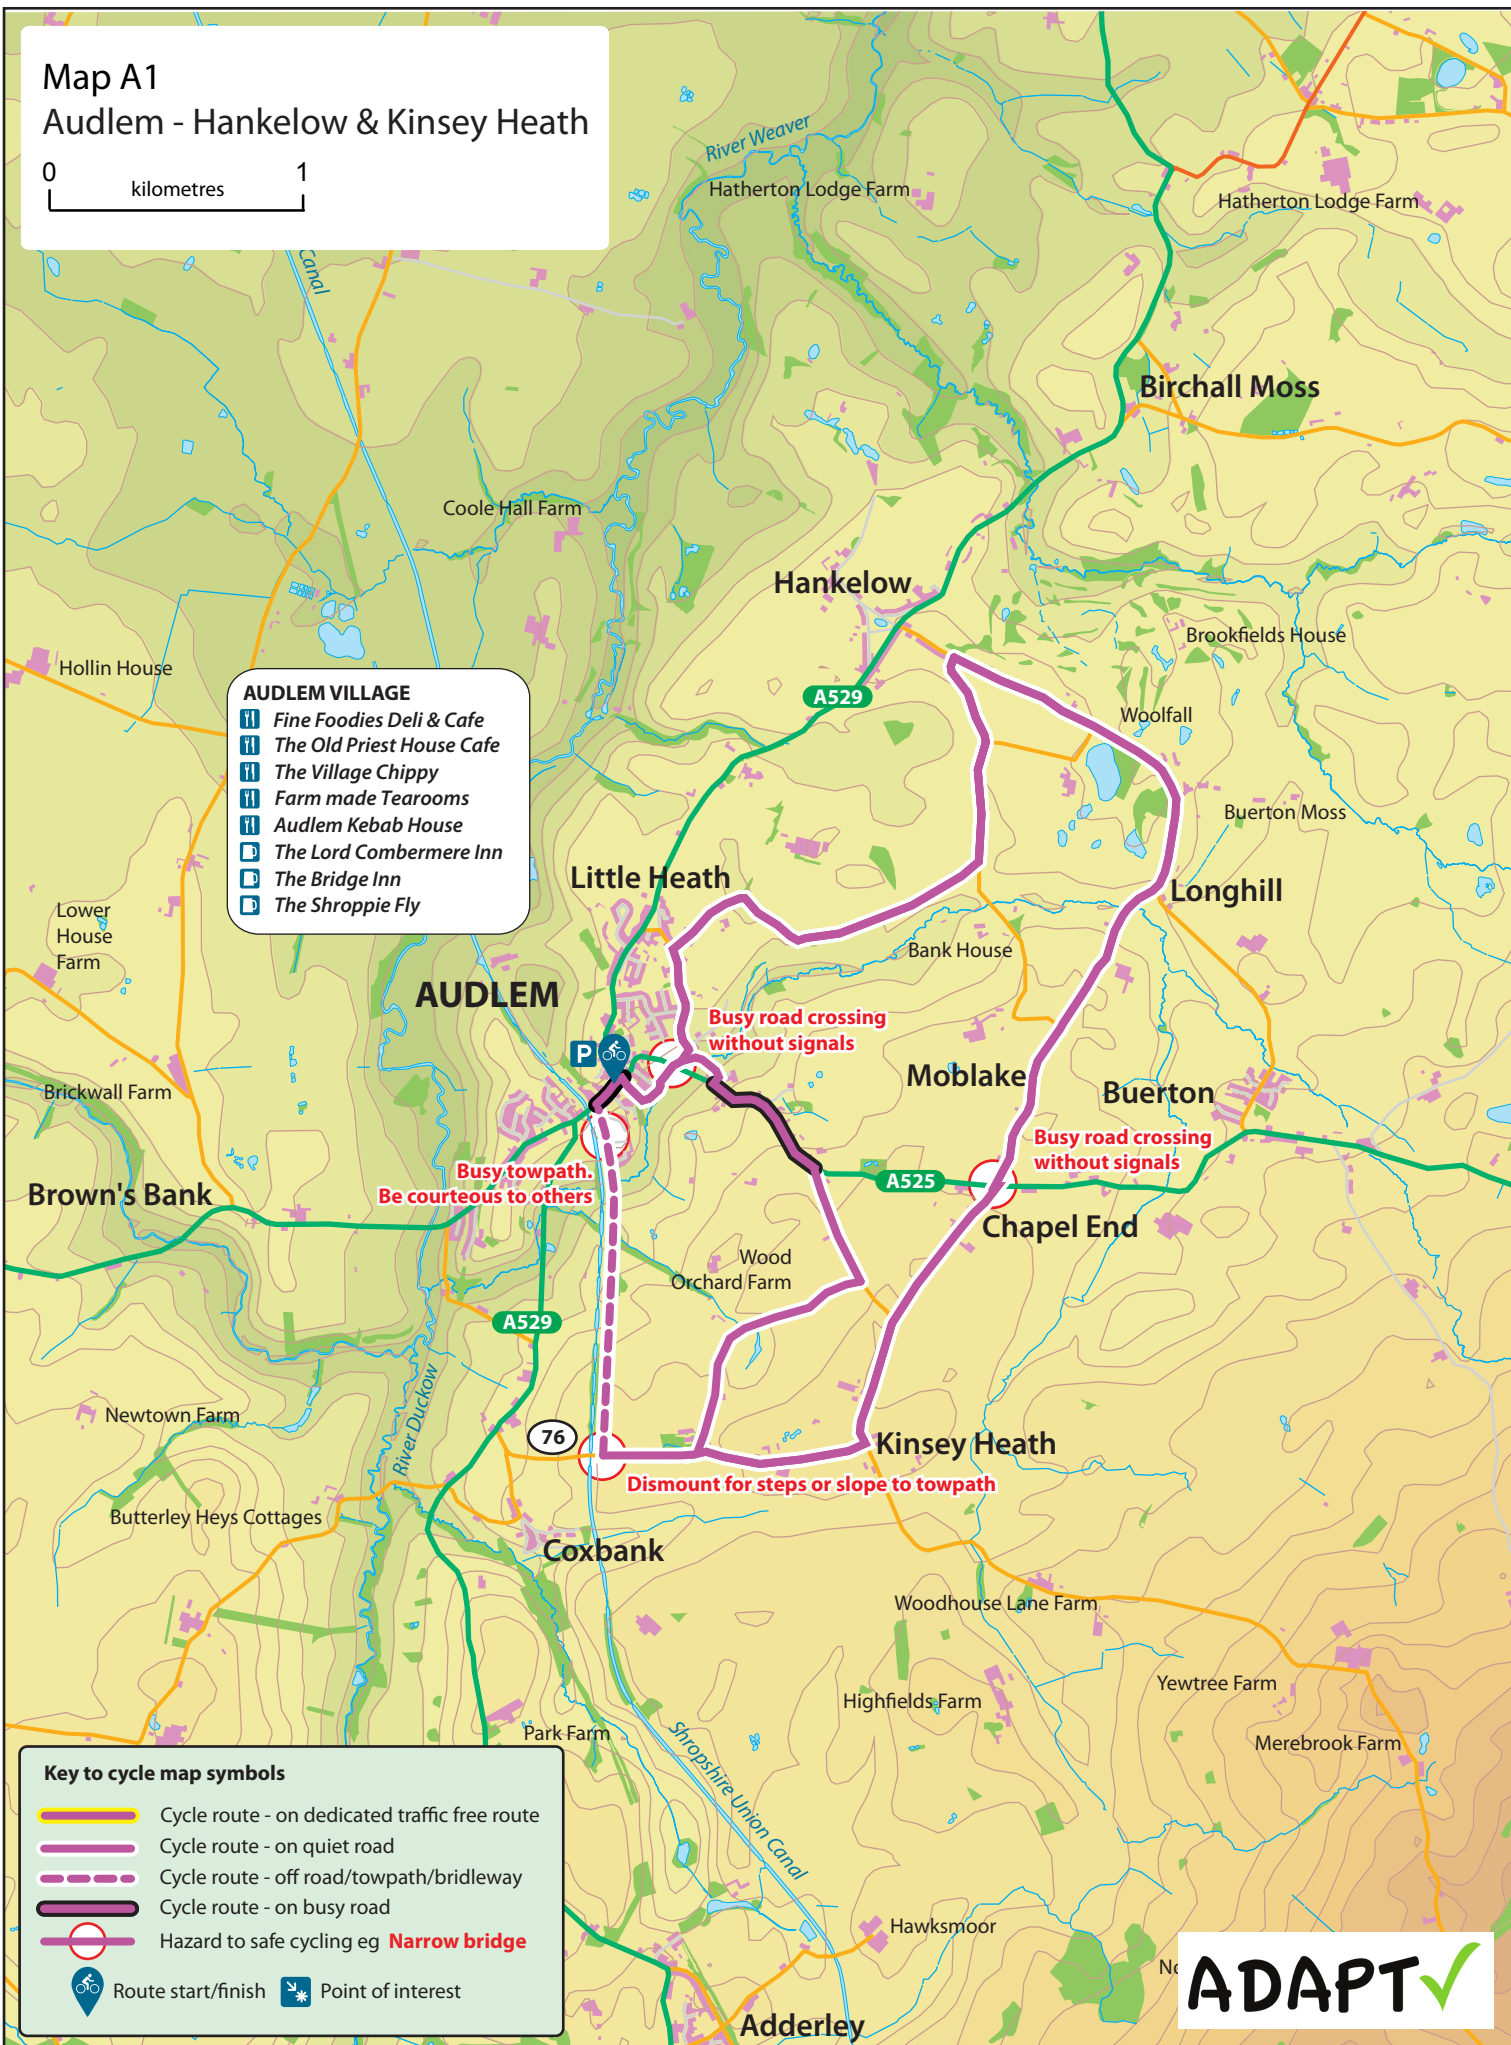 Map A1
Audlem - Hankelow & Kinsey Heath
0
1
kilometres
Canal
River Weaver
Hatherton Lodge Farm
Hatherton Lodge Farm
Birchall Moss
Coole Hall Farm
Hankelow
Brookfields House
Hollin House
A529
Woolfall
AUDLEM VILLAGE
Fine Foodies Deli & Cafe
The Old Priest House Cafe
The Village Chippy
Farm made Tearooms
Audlem Kebab House
The Lord Combermere Inn
The Bridge Inn
The Shroppie Fly
Buerton Moss
Little Heath
Longhill
Lower
House
Farm
Bank House
AUDLEM
Busy road crossing
without signals
P
Moblake
Brickwall Farm
Buerton
Busy road crossing
without signals
Busy towpath.
Be courteous to others
A525
Brown's Bank
Chapel End
Wood
Orchard Farm
A529
River Duckow
Newtown Farm
76
Kinsey Heath
Dismount for steps or slope to towpath
Butterley Heys Cottages
Coxbank
Woodhouse Lane Farm
Yewtree Farm
Highfields Farm
Park Farm
Merebrook Farm
Shropshire Union Canal
Key to cycle map symbols
Cycle route - on dedicated traffic free route
Cycle route - on quiet road
Cycle route - off road/towpath/bridleway
Cycle route - on busy road
Hazard to safe cycling eg Narrow bridge
Route start/finish
Point of interest
Hawksmoor
ADAPT
Adderley